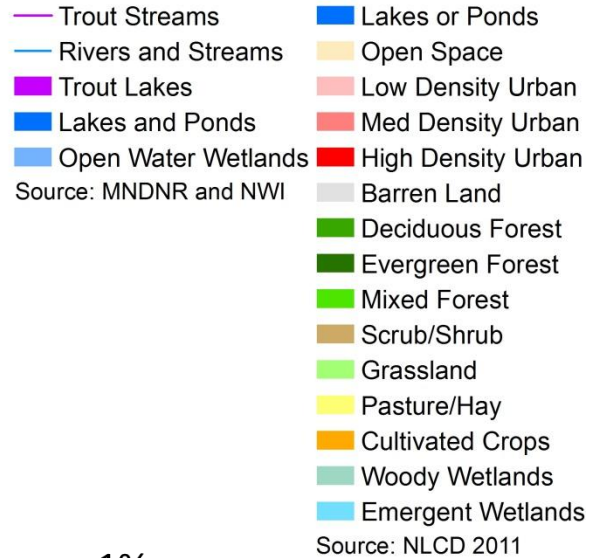 Trout Streams
Rivers and Streams
Trout Lakes
Lakes and Ponds
Open Water Wetlands
Source: MNDNR and NWI
Lakes or Ponds
Open Space
Low Density Urban
Med Density Urban
High Density Urban
Barren Land
Deciduous Forest
Evergreen Forest
Mixed Forest
Scrub/Shrub
Grassland
Pasture/Hay
Cultivated Crops
Woody Wetlands
Emergent Wetlands
Source: NLCD 2011